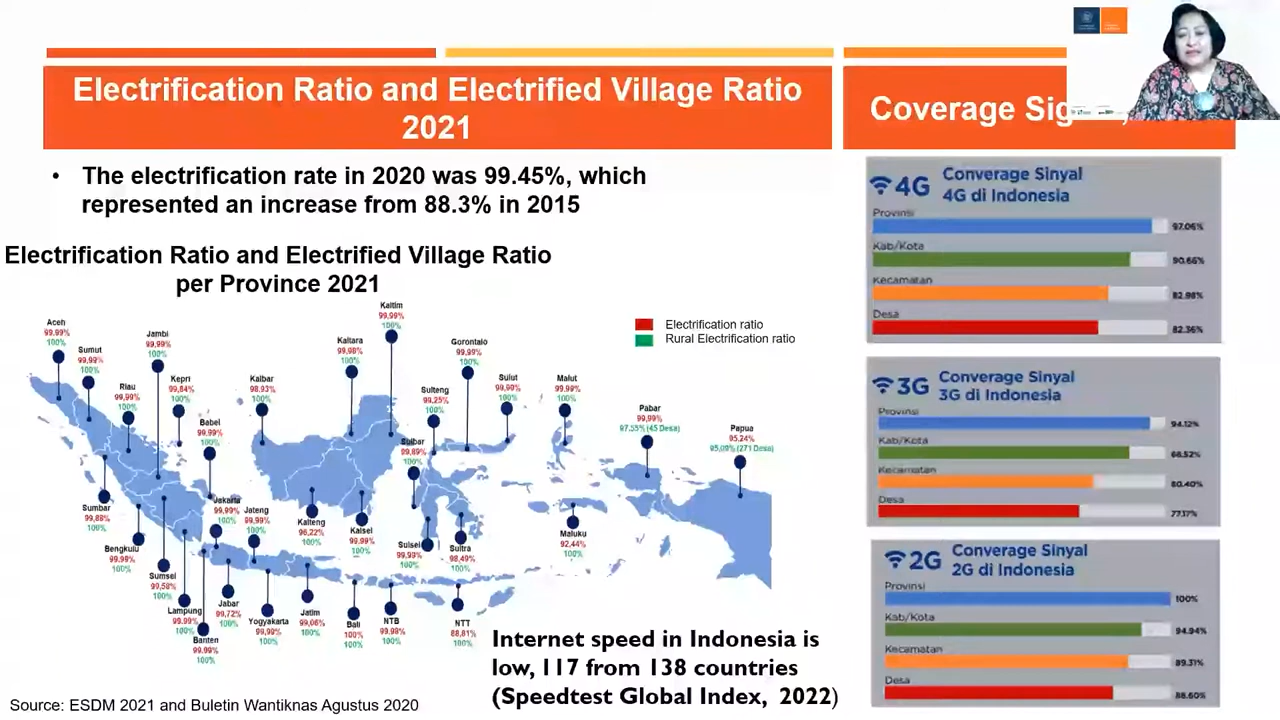 Electrification Ratio and Electrified Village Ratio
2021
Coverage Sig
• The electrification rate in 2020 was 99.45%, which
represented an increase from 88.3% in 2015
Electrification Ratio and Electrified Village Ratio
per Province 2021
Electrification ratio
Rural Electrification ratio
Aceh
99.99%
100%
Sumut
99,99%
100%
Riau
99,99%
100%
Jambi
99,99%
100%
Kepri
99,84%
100%
Babel
99,99%
100%
Kalbar
98.93%
100%
Kaltara
99,98%
100%
Kaltim
99,99%
100%
Sulbar
99,89%
100%
Sulteng
99,25%
100%
Gorontalo
99,99%
100%
Sulut
100%
Malut
99,99%
100%
Pabar
99,99%
97.55% (45 Desa)
Papua
95.24%
95,09% (271 Desa)
Sumbar
99,88%
100%
Bengkulu
99,99%
100%
Sumsel
99,58%
100%
Lampung
99.99%
100%
Banten
99.99%
100%
Jakarta
99,99%
100%
Jabar
99,72%
100%
Jateng
99,99%
100%
Yogyakarta
99,99%
100%
Jatim
99,06%
100%
Bali
100%
100%
NTB
99,98%
100%
NTT
88,81%
100%
Kalteng
96,22%
100%
Kalsel
99,99%
100%
Sulsel
99,99%
100%
Sultra
98,49%
100%
Maluku
92,44%
100%
Internet speed in Indonesia is
low, 117 from 138 countries
(Speedtest Global Index, 2022)
Source: ESDM 2021 and Buletin Wantiknas Agustus 2020
4G Converage Sinyal
4G di Indonesia
Provinsi
97.06%
Kab/Kota
90.66%
Kecamatan
82.98%
Desa
82.36%
3G Converage Sinyal
3G di Indonesia
Provinsi
94.12%
Kab/Kota
Kecamatan
80.40%
Desa
77.17%
2G Converage Sinyal
2G di Indonesia
Provinsi
100%
Kab/Kota
94.94%
Kecamatan
89.31%
Desa
88.60%